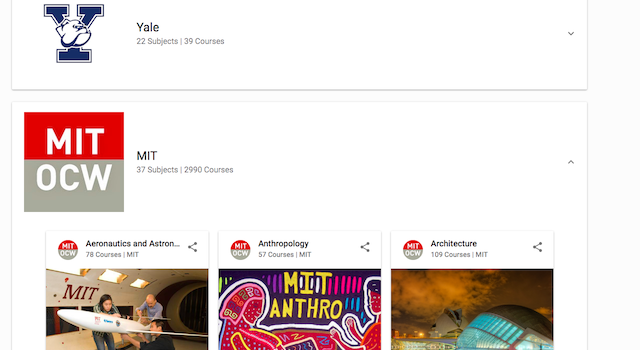 Y
Yale
22 Subjects | 39 Courses
MIT
OCW
MIT
37 Subjects | 2990 Courses
MIT
OCW
Aeronautics and Astron...
78 Courses | MIT
MIT
OCW
Anthropology
57 Courses | MIT
MIT
OCW
Architecture
109 Courses | MIT
MIT
MIT
ANTHRO